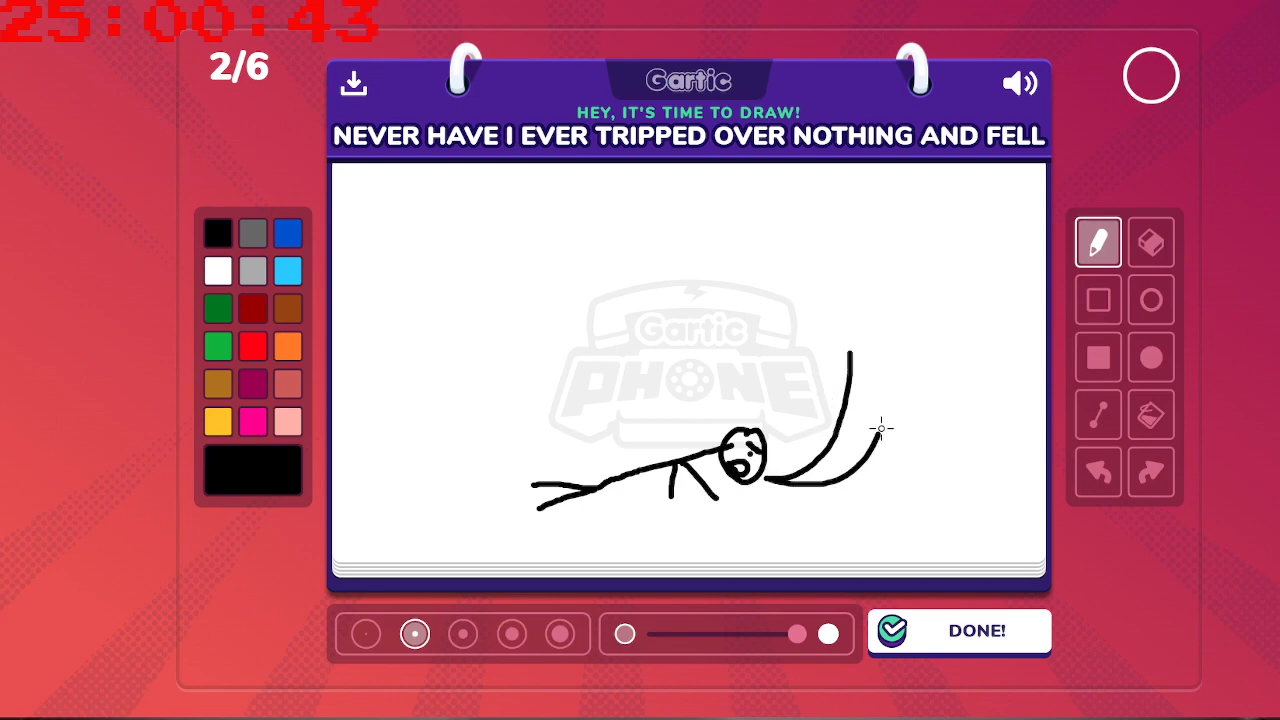 25:00:43
2/6
Gartic
HEY, IT'S TIME TO DRAW!
NEVER HAVE I EVER TRIPPED OVER NOTHING AND FELL
Gartic
PHONE
DONE!